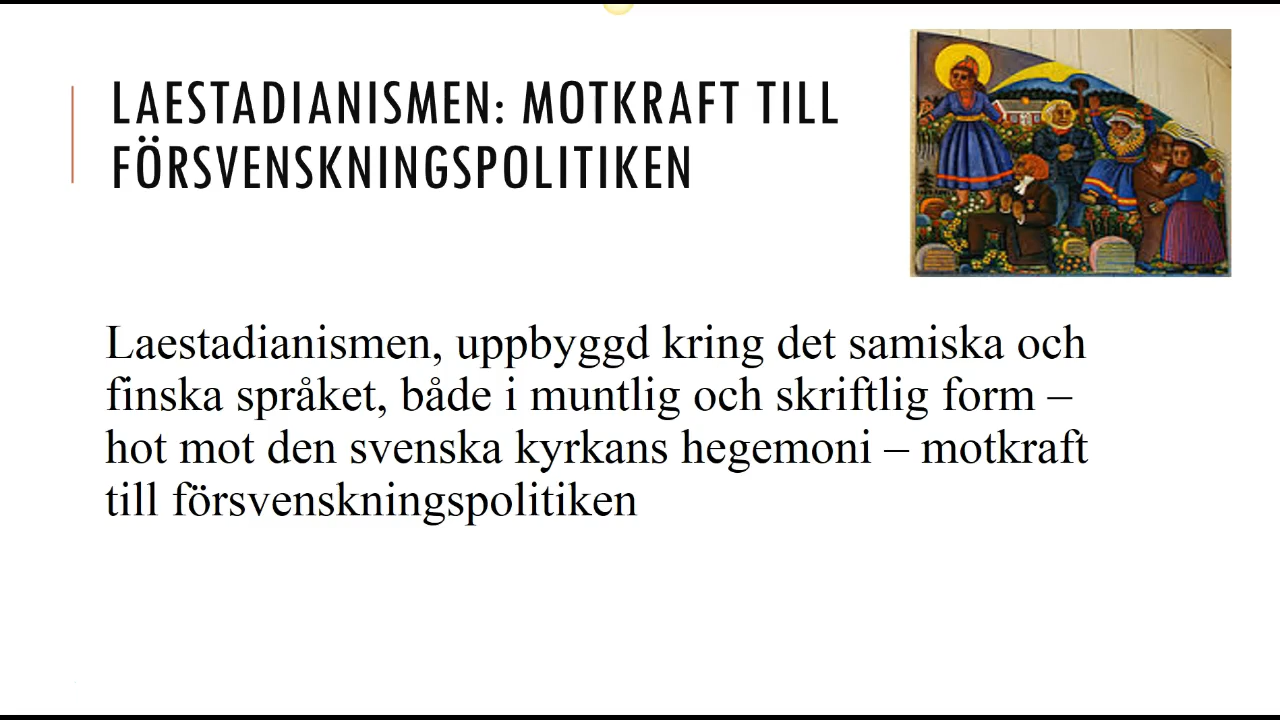 LAESTADIANISMEN: MOTKRAFT TILL
FÖRSVENSKNINGSPOLITIKEN
Laestadianismen, uppbyggd kring det samiska och
finska språket, både i muntlig och skriftlig form –
hot mot den svenska kyrkans hegemoni – motkraft
till försvenskningspolitiken